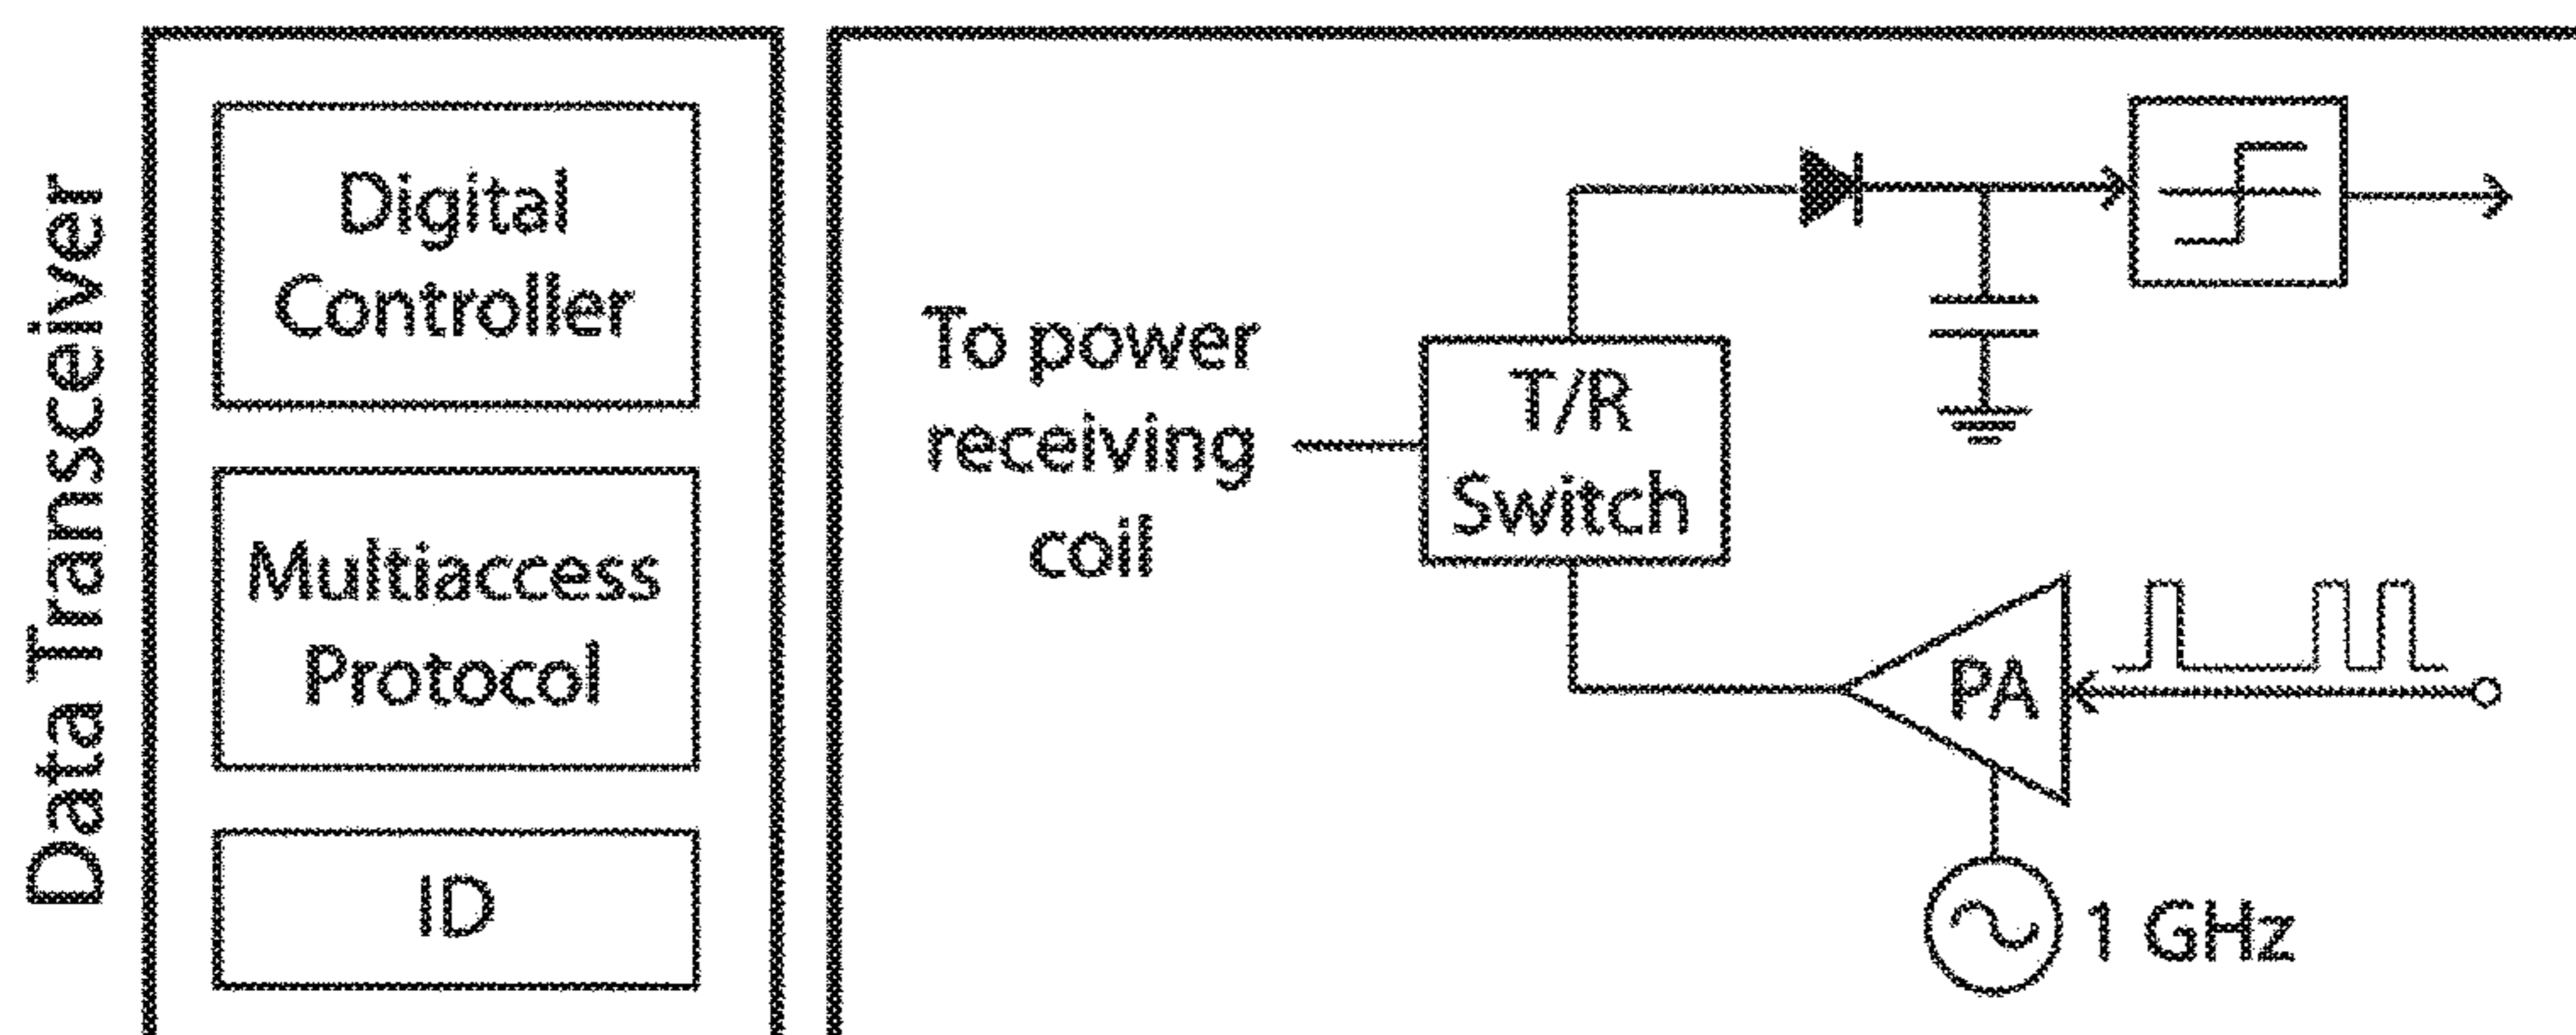 Data Transceiver
Digital
Controller
Multiaccess
Protocol
ID
To power
receiving
coil
T/R
Switch
PA
1 GHz